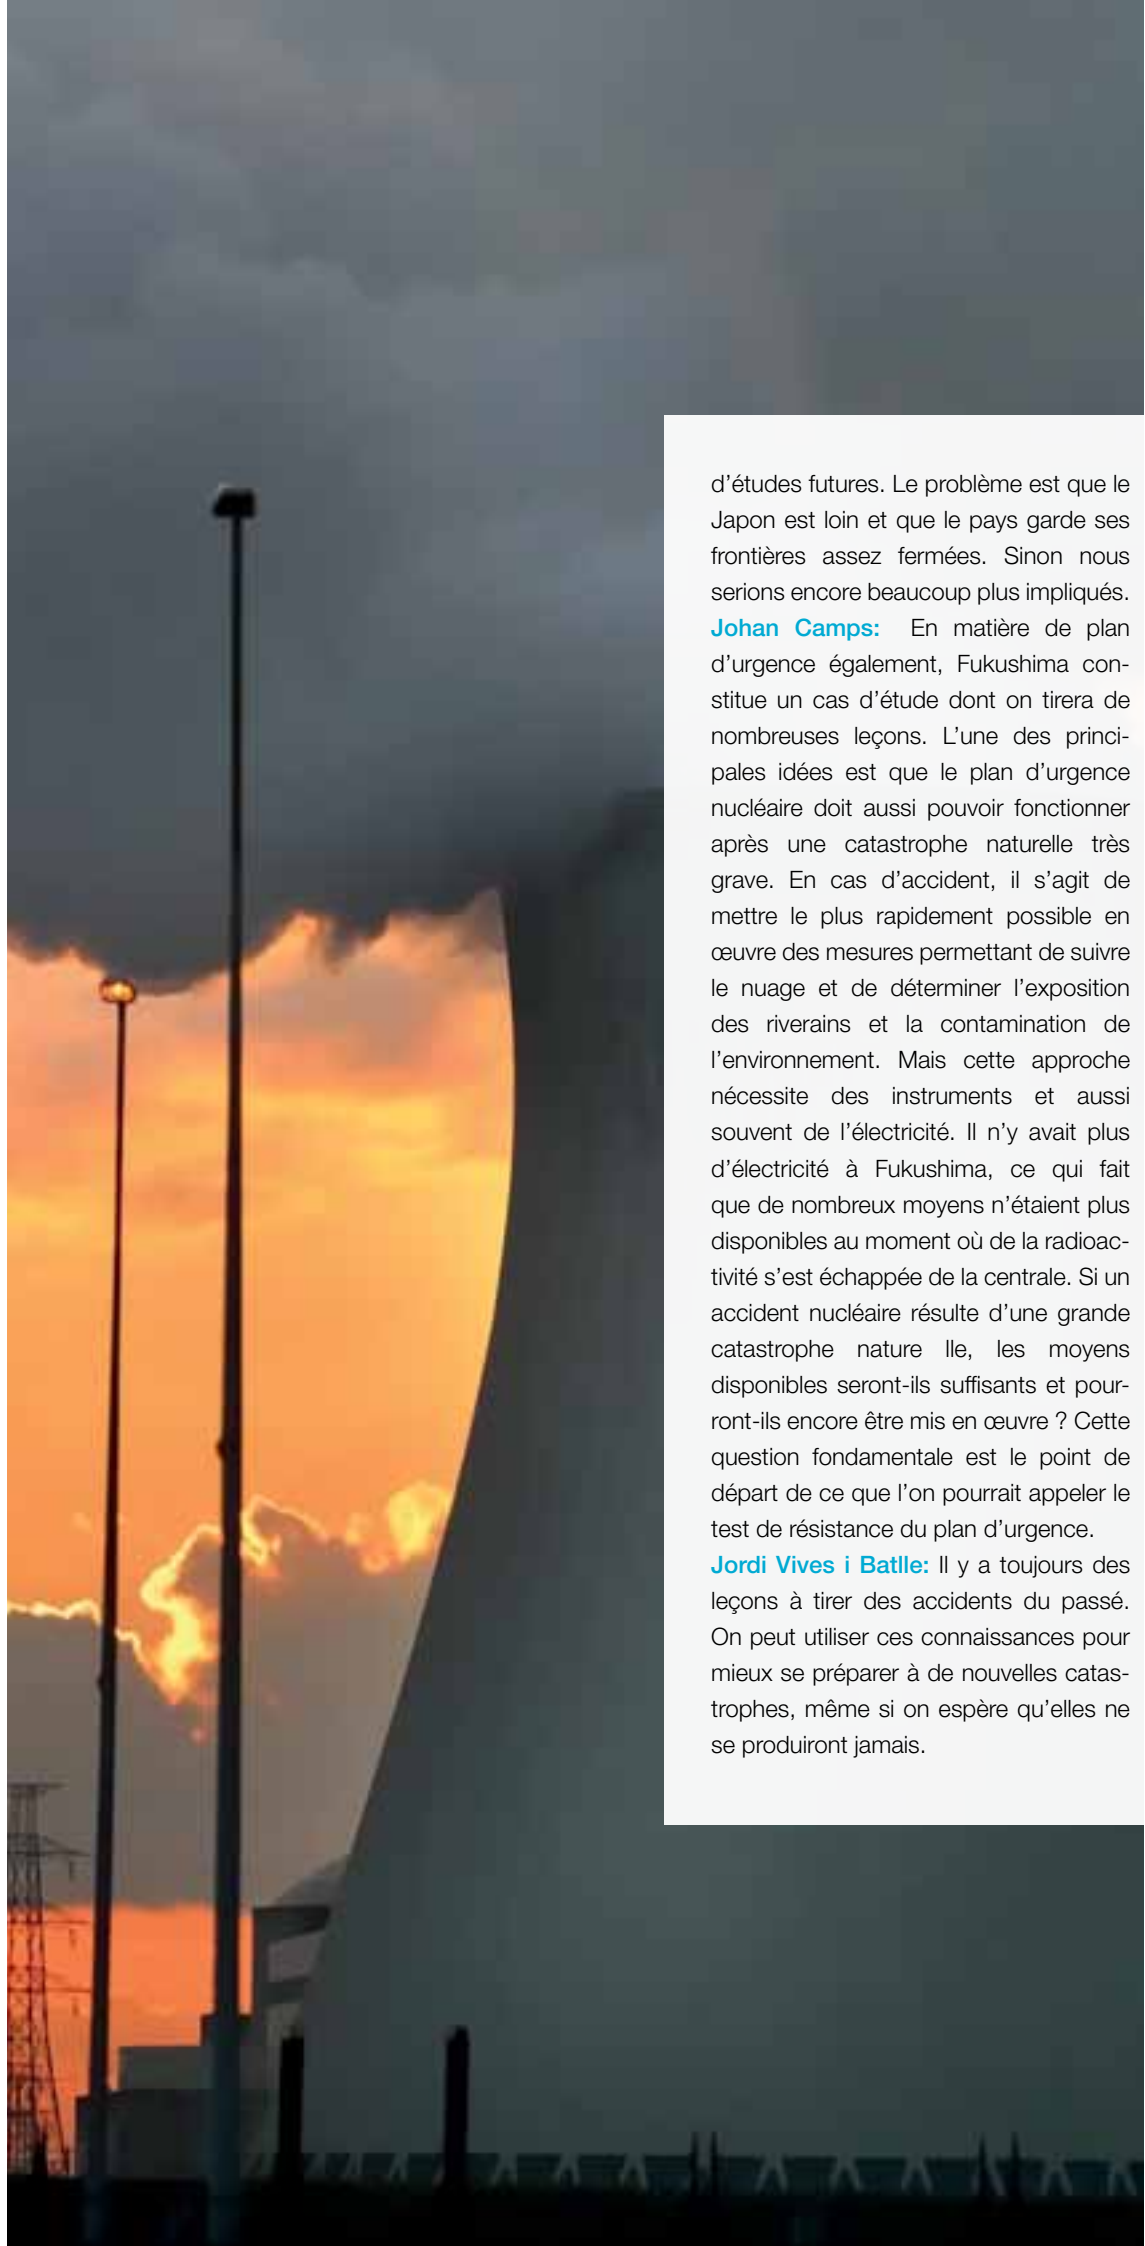 d'études futures. Le problème est que le
Japon est loin et que le pays garde ses
frontières assez fermées. Sinon nous
serions encore beaucoup plus impliqués.
Johan Camps: En matière de plan
d'urgence également, Fukushima con-
stitue un cas d'étude dont on tirera de
nombreuses leçons. L'une des princi-
pales idées est que le plan d'urgence
nucléaire doit aussi pouvoir fonctionner
après une catastrophe naturelle très
grave. En cas d'accident, il s'agit de
mettre le plus rapidement possible en
œuvre des mesures permettant de suivre
le nuage et de déterminer l'exposition
des riverains et la contamination de
l'environnement. Mais cette approche
nécessite des instruments et aussi
souvent de l'électricité. Il n'y avait plus
d'électricité à Fukushima, ce qui fait
que de nombreux moyens n'étaient plus
disponibles au moment où de la radioac-
tivité s'est échappée de la centrale. Si un
accident nucléaire résulte d'une grande
catastrophe nature lle, les moyens
disponibles seront-ils suffisants et pour-
ront-ils encore être mis en œuvre ? Cette
question fondamentale est le point de
départ de ce que l'on pourrait appeler le
test de résistance du plan d'urgence.
Jordi Vives i Batlle: Il y a toujours des
leçons à tirer des accidents du passé.
On peut utiliser ces connaissances pour
mieux se préparer à de nouvelles catas-
trophes, même si on espère qu'elles ne
se produiront jamais.